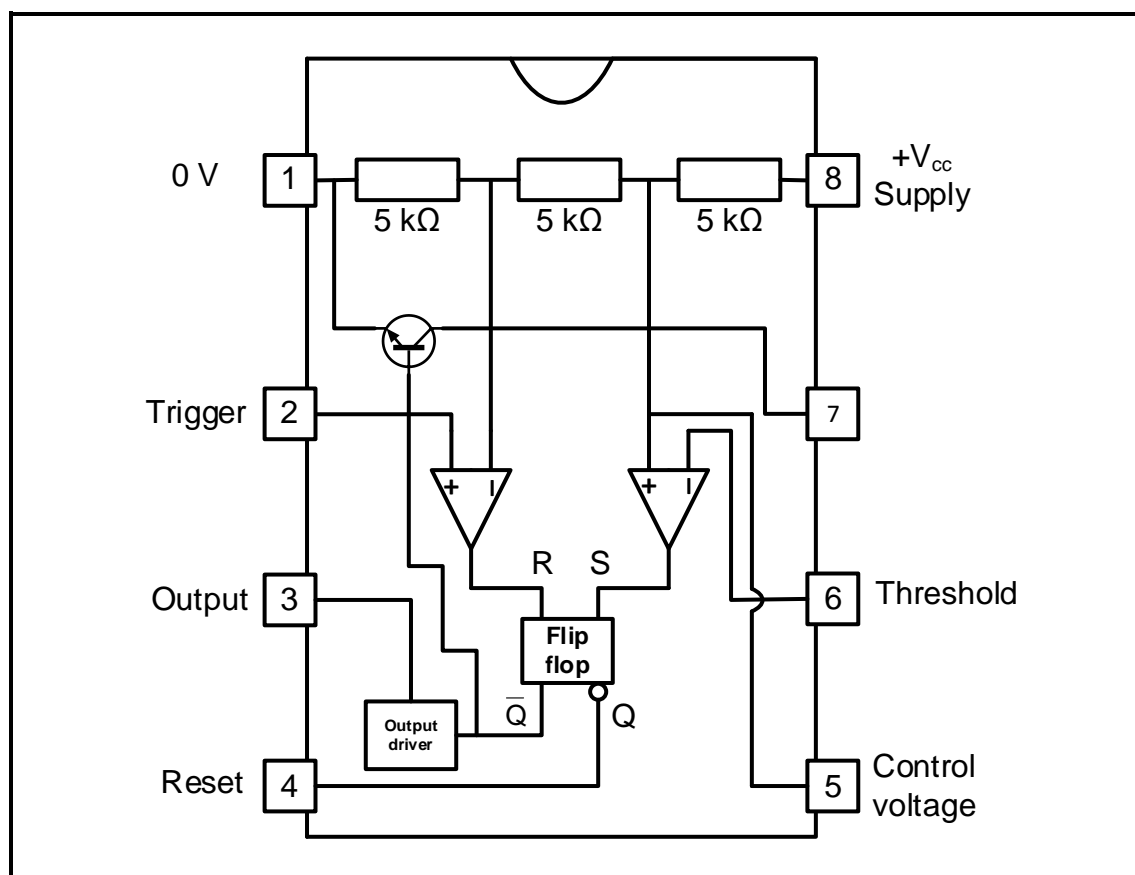 0 V
1
5 kΩ
5 kΩ
5 kΩ
8
+Vcc
Supply
Trigger
2
7
+
–
+
–
Output
3
R
S
6
Threshold
Flip
flop
Q̅
Q
Output
driver
Reset
4
5
Control
voltage